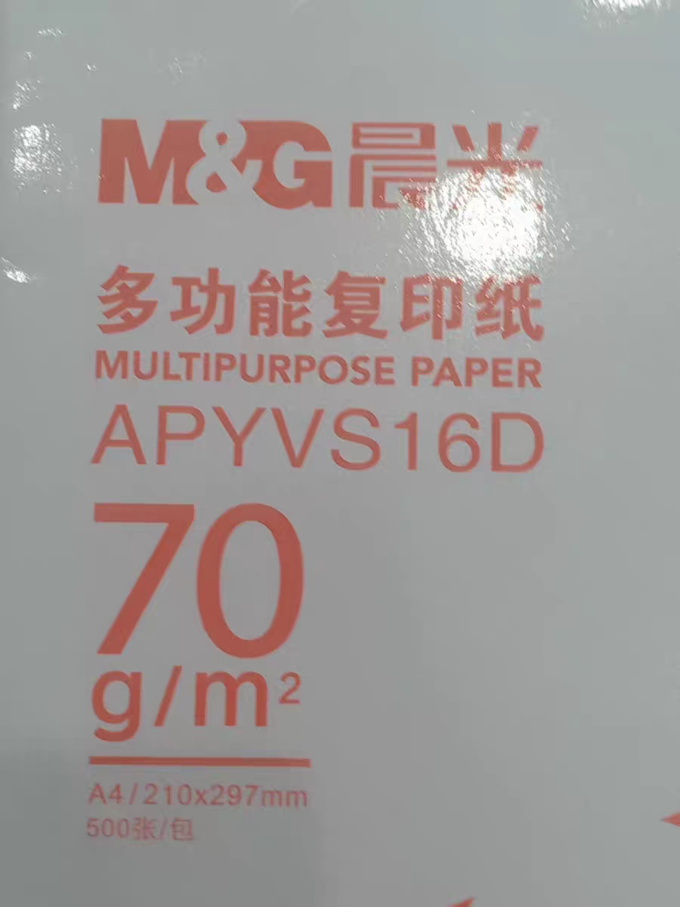 M&G晨光
多功能复印纸
MULTIPURPOSE PAPER
APYVS16D
70
g/m²
A4/210x297mm
500张/包